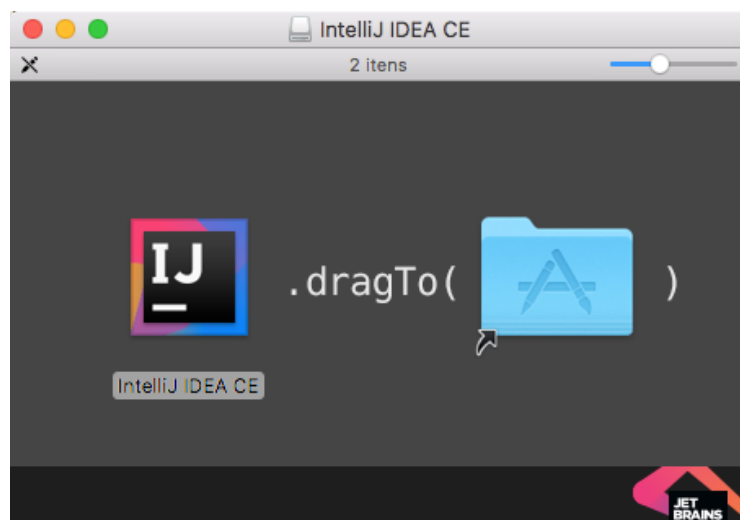 IntelliJ IDEA CE
2 itens
IJ
.dragTo( )
IntelliJ IDEA CE
JET
BRAINS